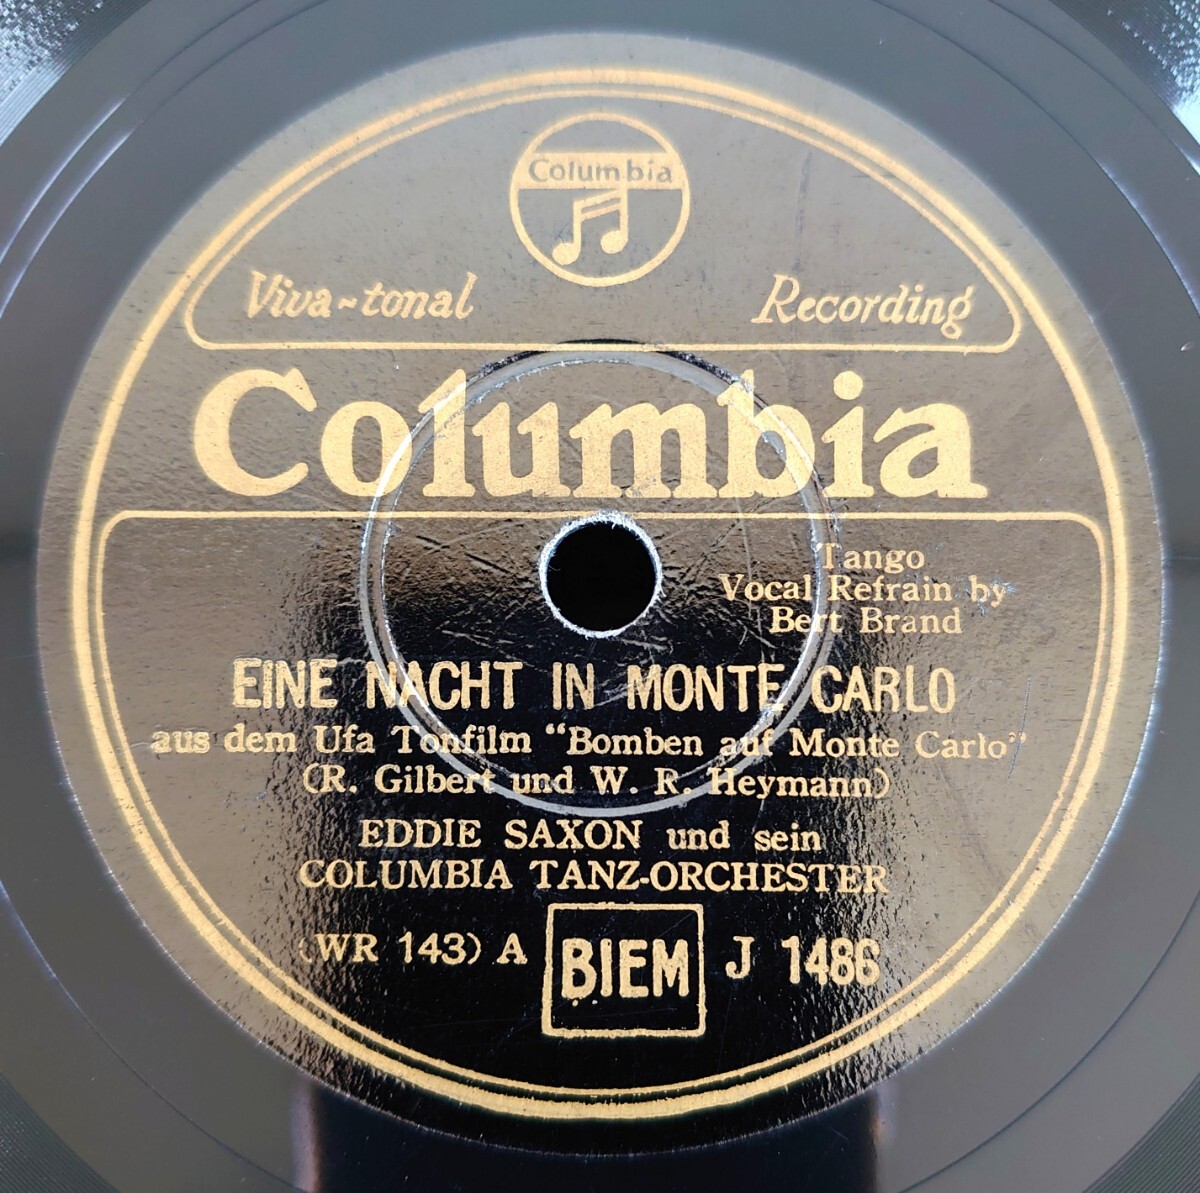 Columbia
Viva-tonal Recording
Columbia
Tango
Vocal Refrain by
Bert Brand
EINE NACHT IN MONTE CARLO
aus dem Ufa Tonfilm "Bomben auf Monte Carlo"
(R. Gilbert und W. R. Heymann)
EDDIE SAXON und sein
COLUMBIA TANZ-ORCHESTER
(WR 143) A BIEM J 1486